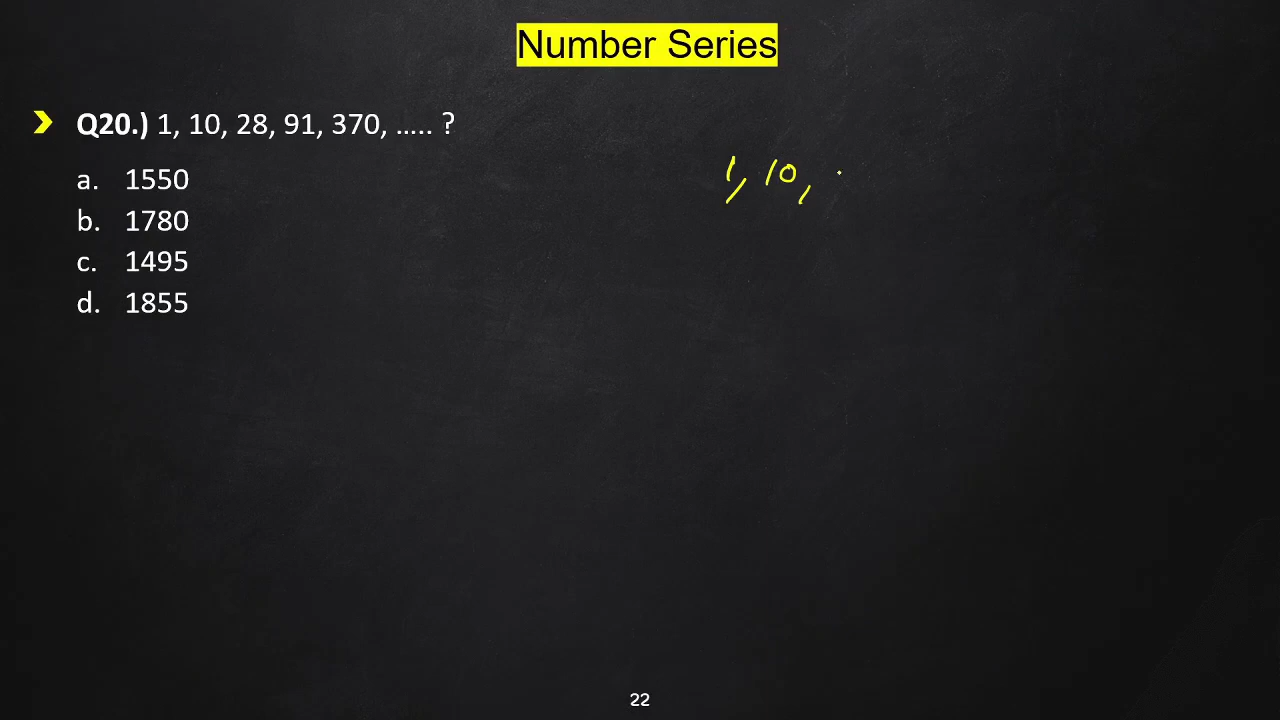 Number Series
Q20.) 1, 10, 28, 91, 370, ..... ?
1, 10,
a. 1550
b. 1780
c. 1495
d. 1855
22